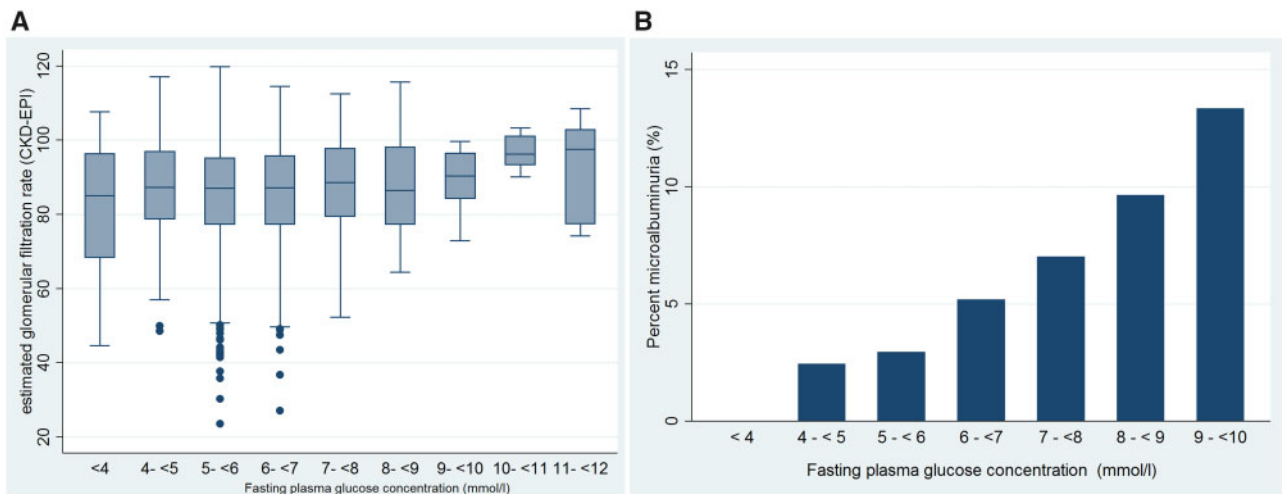 A
estimated glomerular filtration rate (CKD-EPI)
120
100
80
60
40
20
<4 4- <5 5- <6 6- <7 7- <8 8- <9 9- <10 10- <11 11- <12
Fasting plasma glucose concentration (mmol/l)
B
Percent microalbuminuria (%)
15
10
5
0
< 4 4 - < 5 5 - < 6 6 - <7 7 - <8 8 - < 9 9 - <10
Fasting plasma glucose concentration (mmol/l)